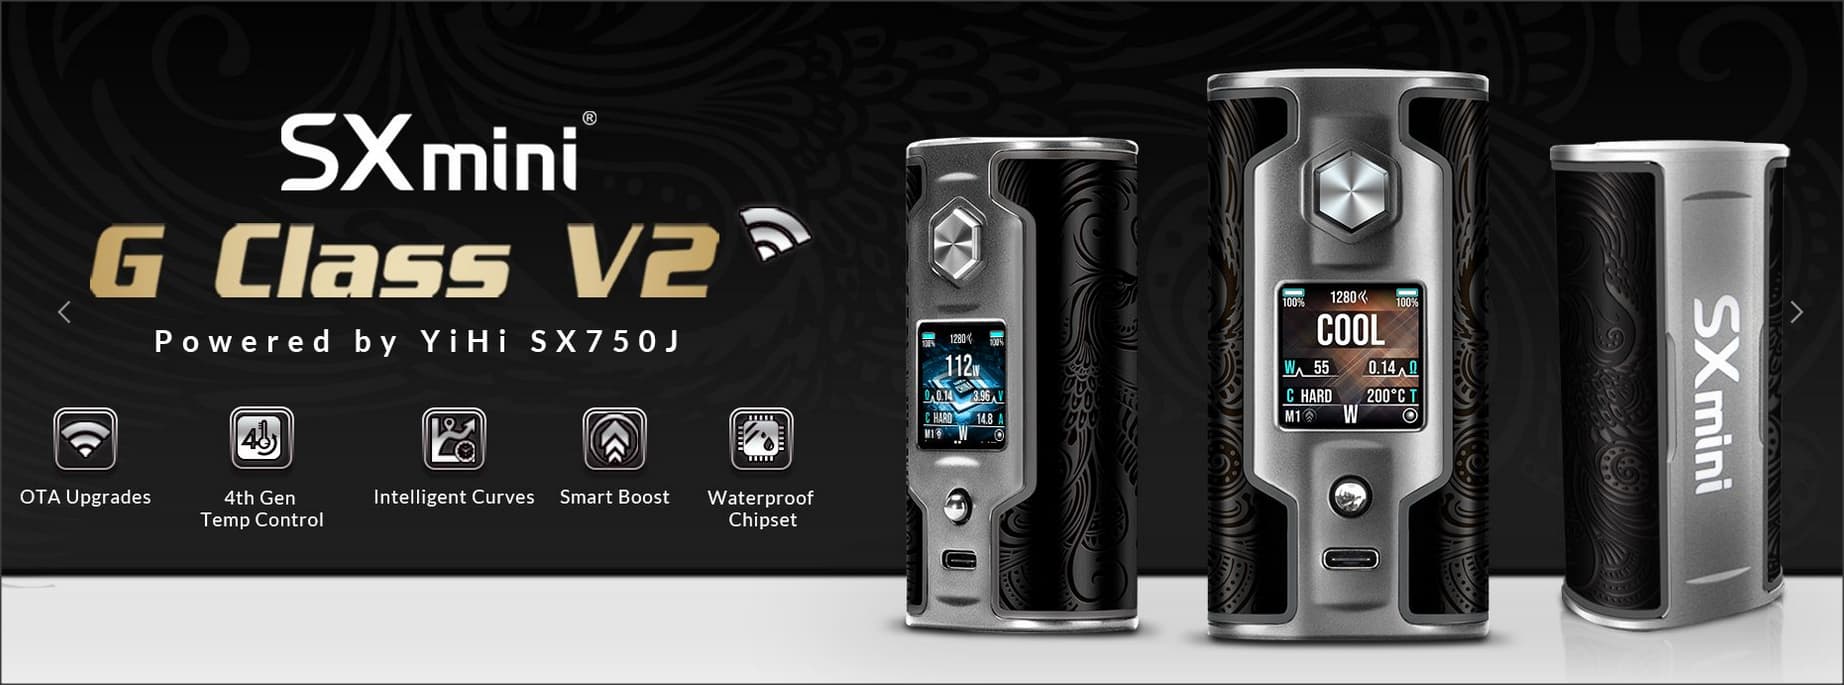 SXmini®
G Class V2
Powered by YiHi SX750J
OTA Upgrades
4th Gen
Temp Control
Intelligent Curves
Smart Boost
Waterproof
Chipset
100% 1280 100%
112W
Ω 0.14 3.96 V
C HARD 14.8 A
M1 W
100% 1280 100%
COOL
W 55 0.14 Ω
C HARD 200°C T
M1 W
SXmini